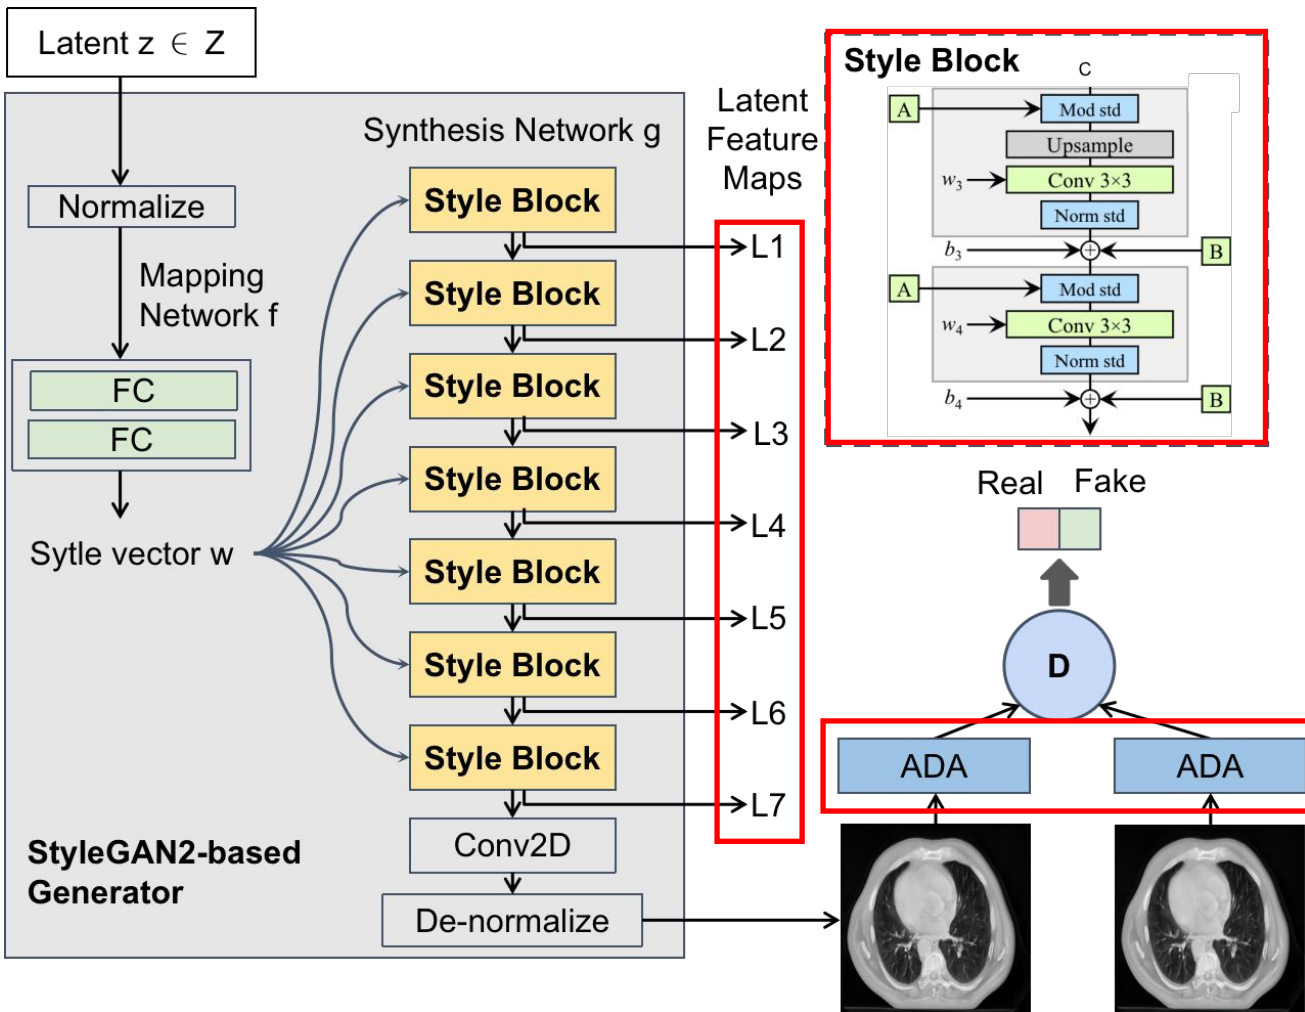 Latent z ∈ Z
Normalize
Mapping
Network f
FC
FC
Sytle vector w
Synthesis Network g
Style Block
Style Block
Style Block
Style Block
Style Block
Style Block
Style Block
Conv2D
De-normalize
StyleGAN2-based
Generator
Latent
Feature
Maps
L1
L2
L3
L4
L5
L6
L7
Style Block
c
A
Mod std
Upsample
w3
Conv 3×3
Norm std
b3
+
B
A
Mod std
w4
Conv 3×3
Norm std
b4
+
B
Real
Fake
D
ADA
ADA